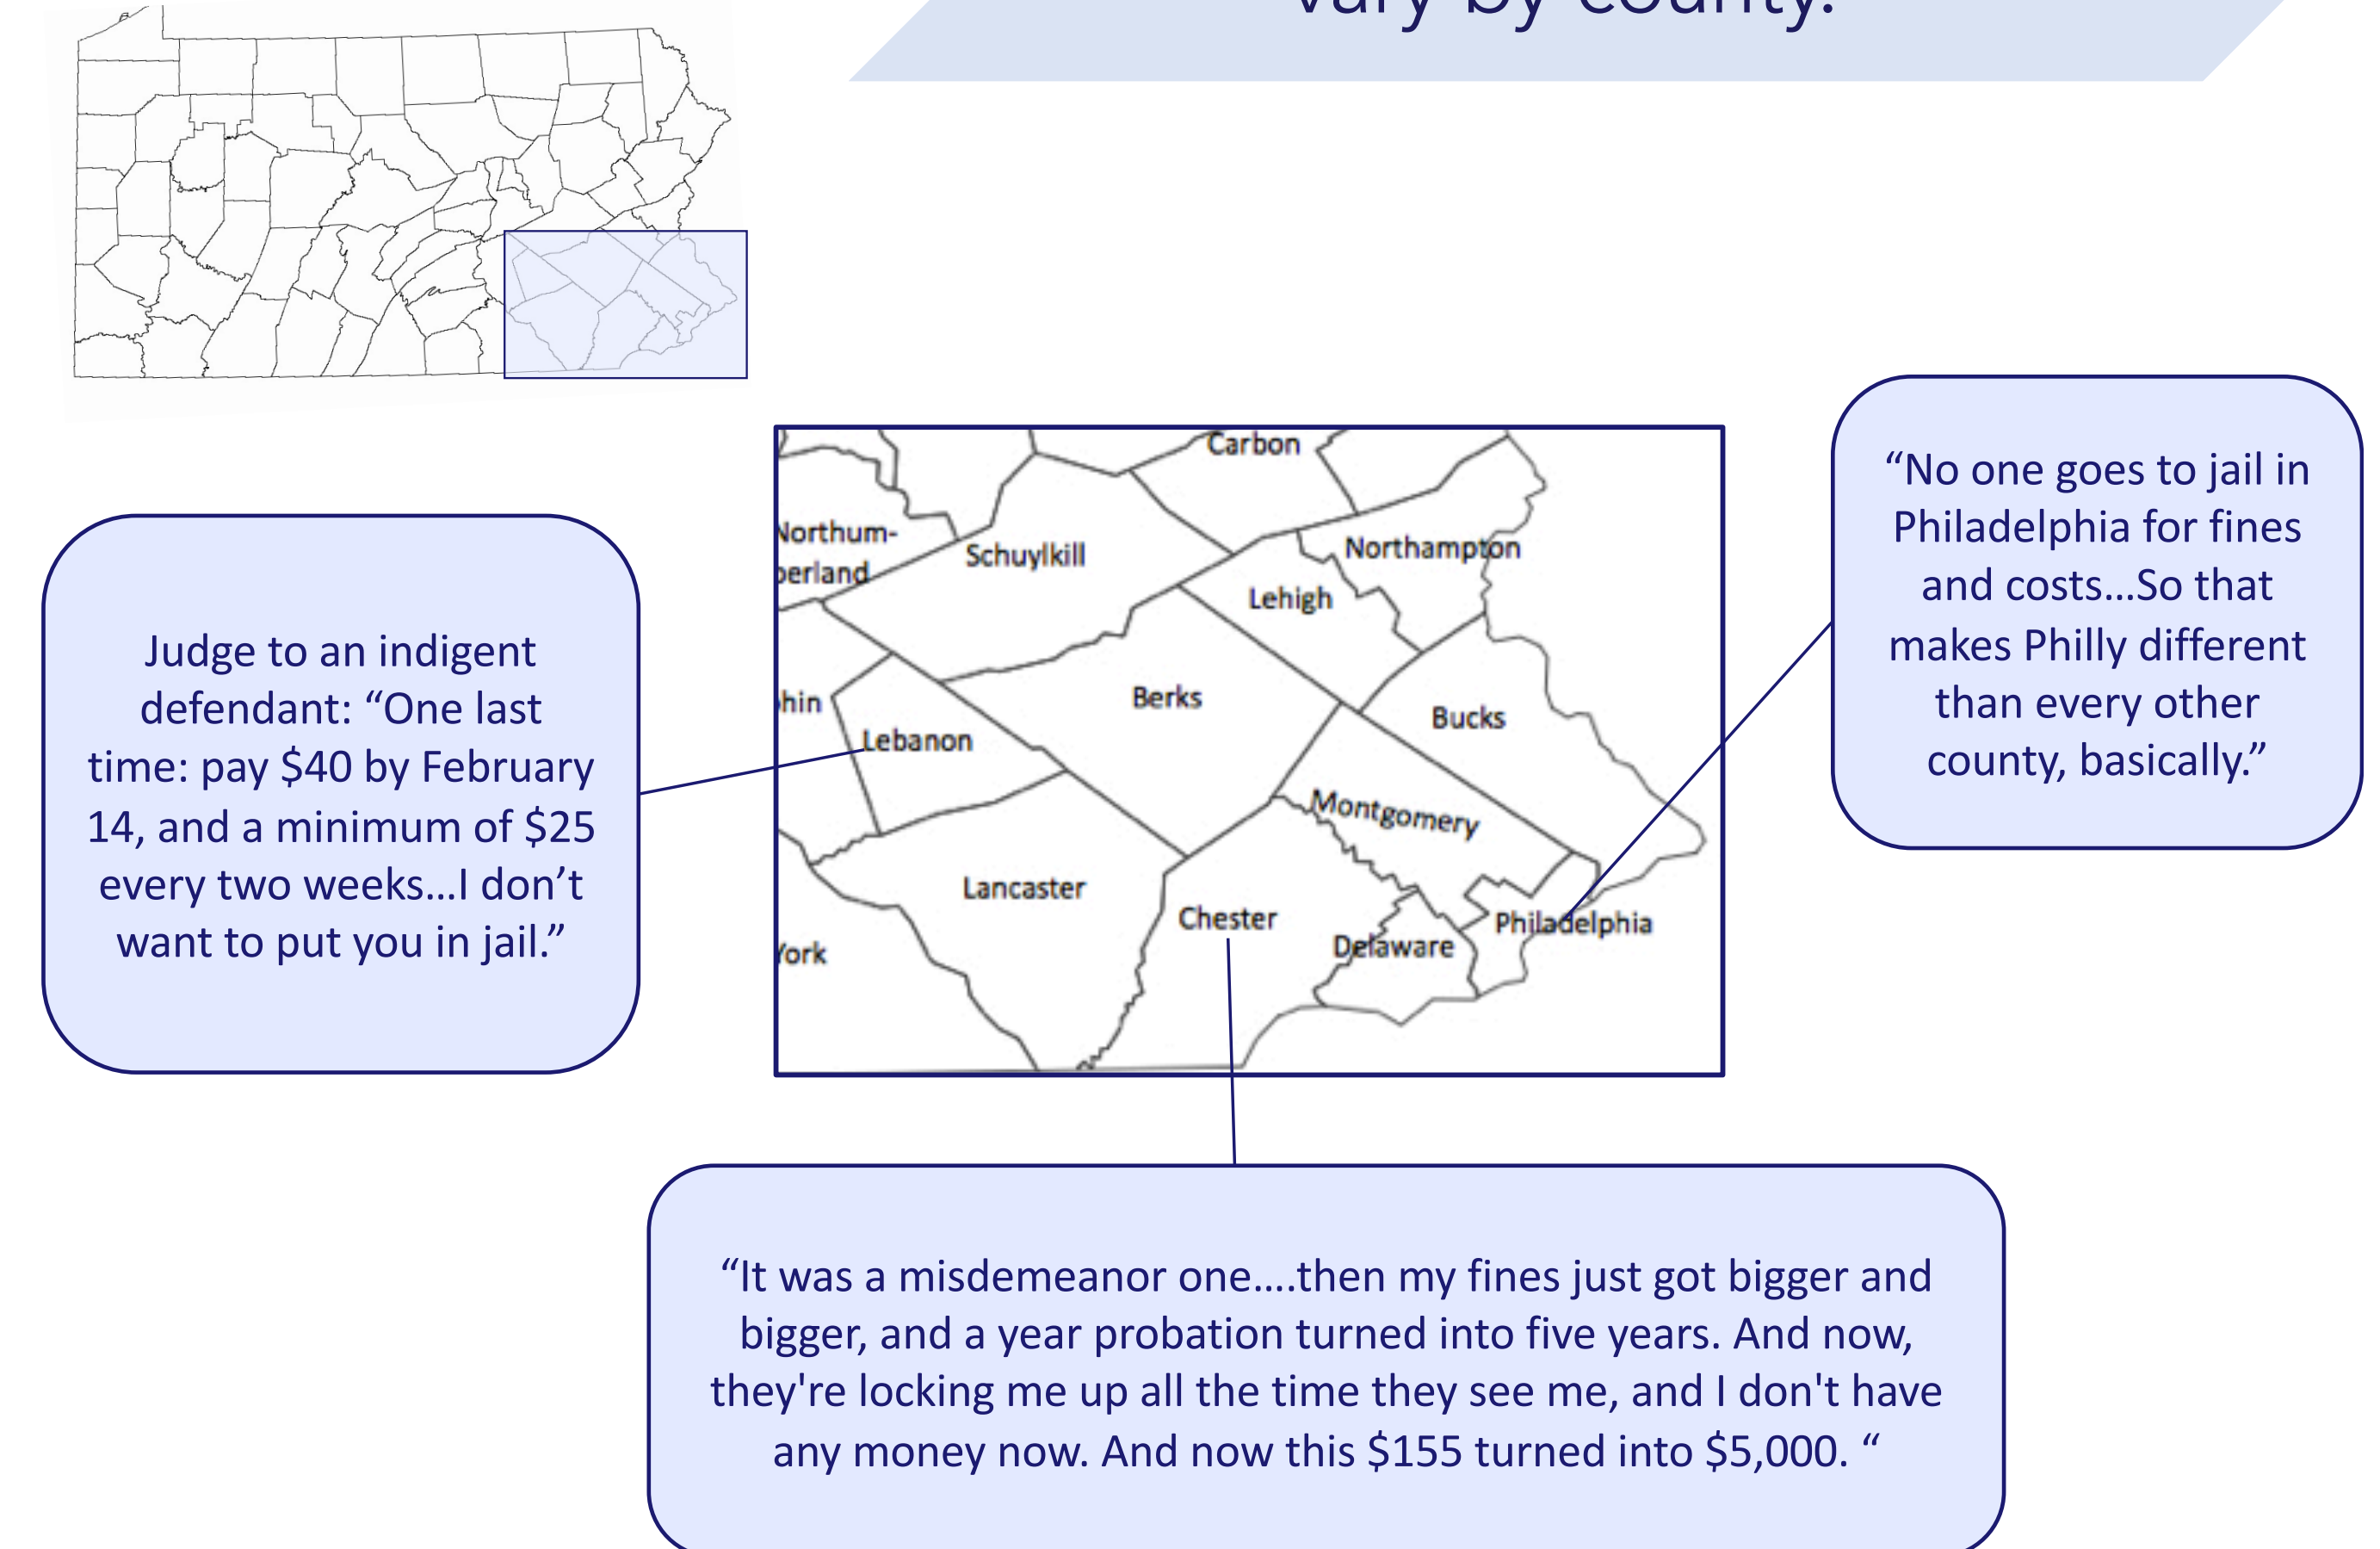 vary by county.
Carbon
Northum-
berland
Schuylkill
Northampton
Lehigh
hin
Berks
Bucks
Lebanon
Montgomery
Lancaster
Chester
Philadelphia
Delaware
York
“No one goes to jail in
Philadelphia for fines
and costs...So that
makes Philly different
than every other
county, basically.”
Judge to an indigent
defendant: “One last
time: pay $40 by February
14, and a minimum of $25
every two weeks...I don’t
want to put you in jail.”
“It was a misdemeanor one....then my fines just got bigger and
bigger, and a year probation turned into five years. And now,
they're locking me up all the time they see me, and I don't have
any money now. And now this $155 turned into $5,000. “